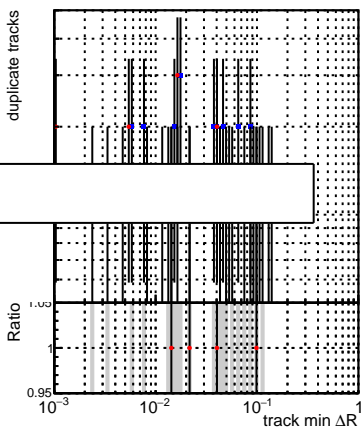 duplicate tracks
1.05
Ratio
1
0.95
10⁻³ 10⁻² 10⁻¹ 1
track min ΔR